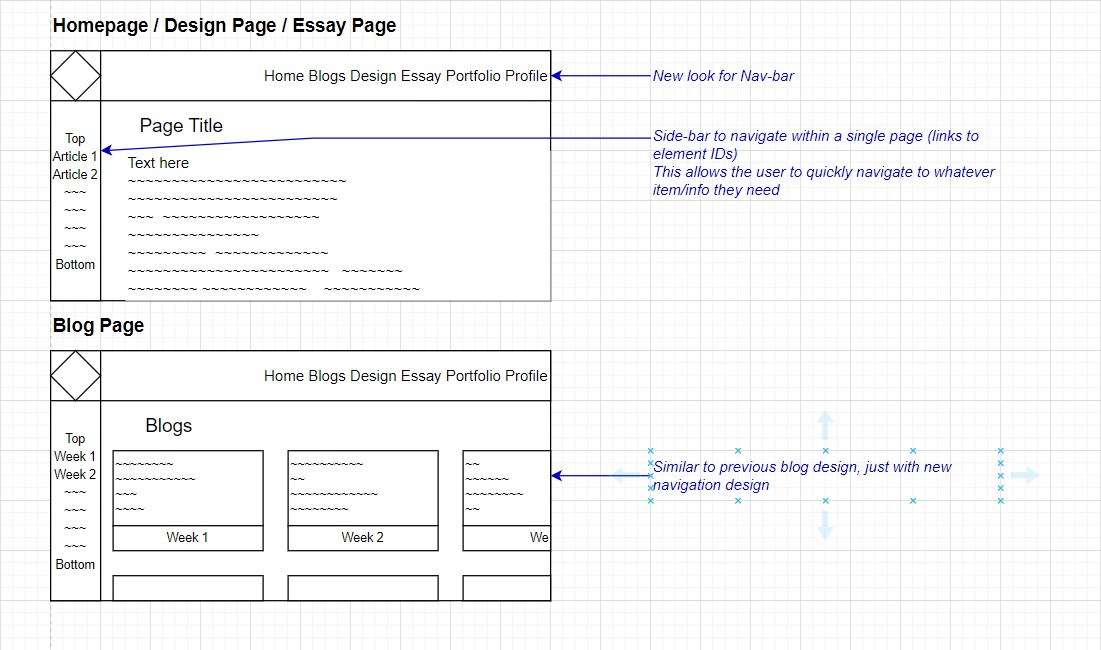 Homepage / Design Page / Essay Page
Home Blogs Design Essay Portfolio Profile
New look for Nav-bar
Page Title
Top
Article 1
Article 2
~~~
~~~
~~~
~~~
Bottom
Text here
~~~~~~~~~~~~~~~~~~~~~~~~~
~~~~~~~~~~~~~~~~~~~~~~~~
~~~ ~~~~~~~~~~~~~~~~~~
~~~~~~~~~~~~~~~
~~~~~~~~~ ~~~~~~~~~~~~~
~~~~~~~~~~~~~~~~~~~~~~~ ~~~~~~~
~~~~~~~~ ~~~~~~~~~~~~ ~~~~~~~~~~~
Side-bar to navigate within a single page (links to
element IDs)
This allows the user to quickly navigate to whatever
item/info they need
Blog Page
Home Blogs Design Essay Portfolio Profile
Blogs
Top
Week 1
Week 2
~~~
~~~
~~~
~~~
Bottom
~~~~~~~~
~~~~~~~~~~~
~~~
~~~~
Week 1
~~~~~~~~~~
~~
~~~~~~~~~~~~
~~~~~~~~
Week 2
~~
~~~~~~
~~~~~~~~
~~
We
Similar to previous blog design, just with new
navigation design